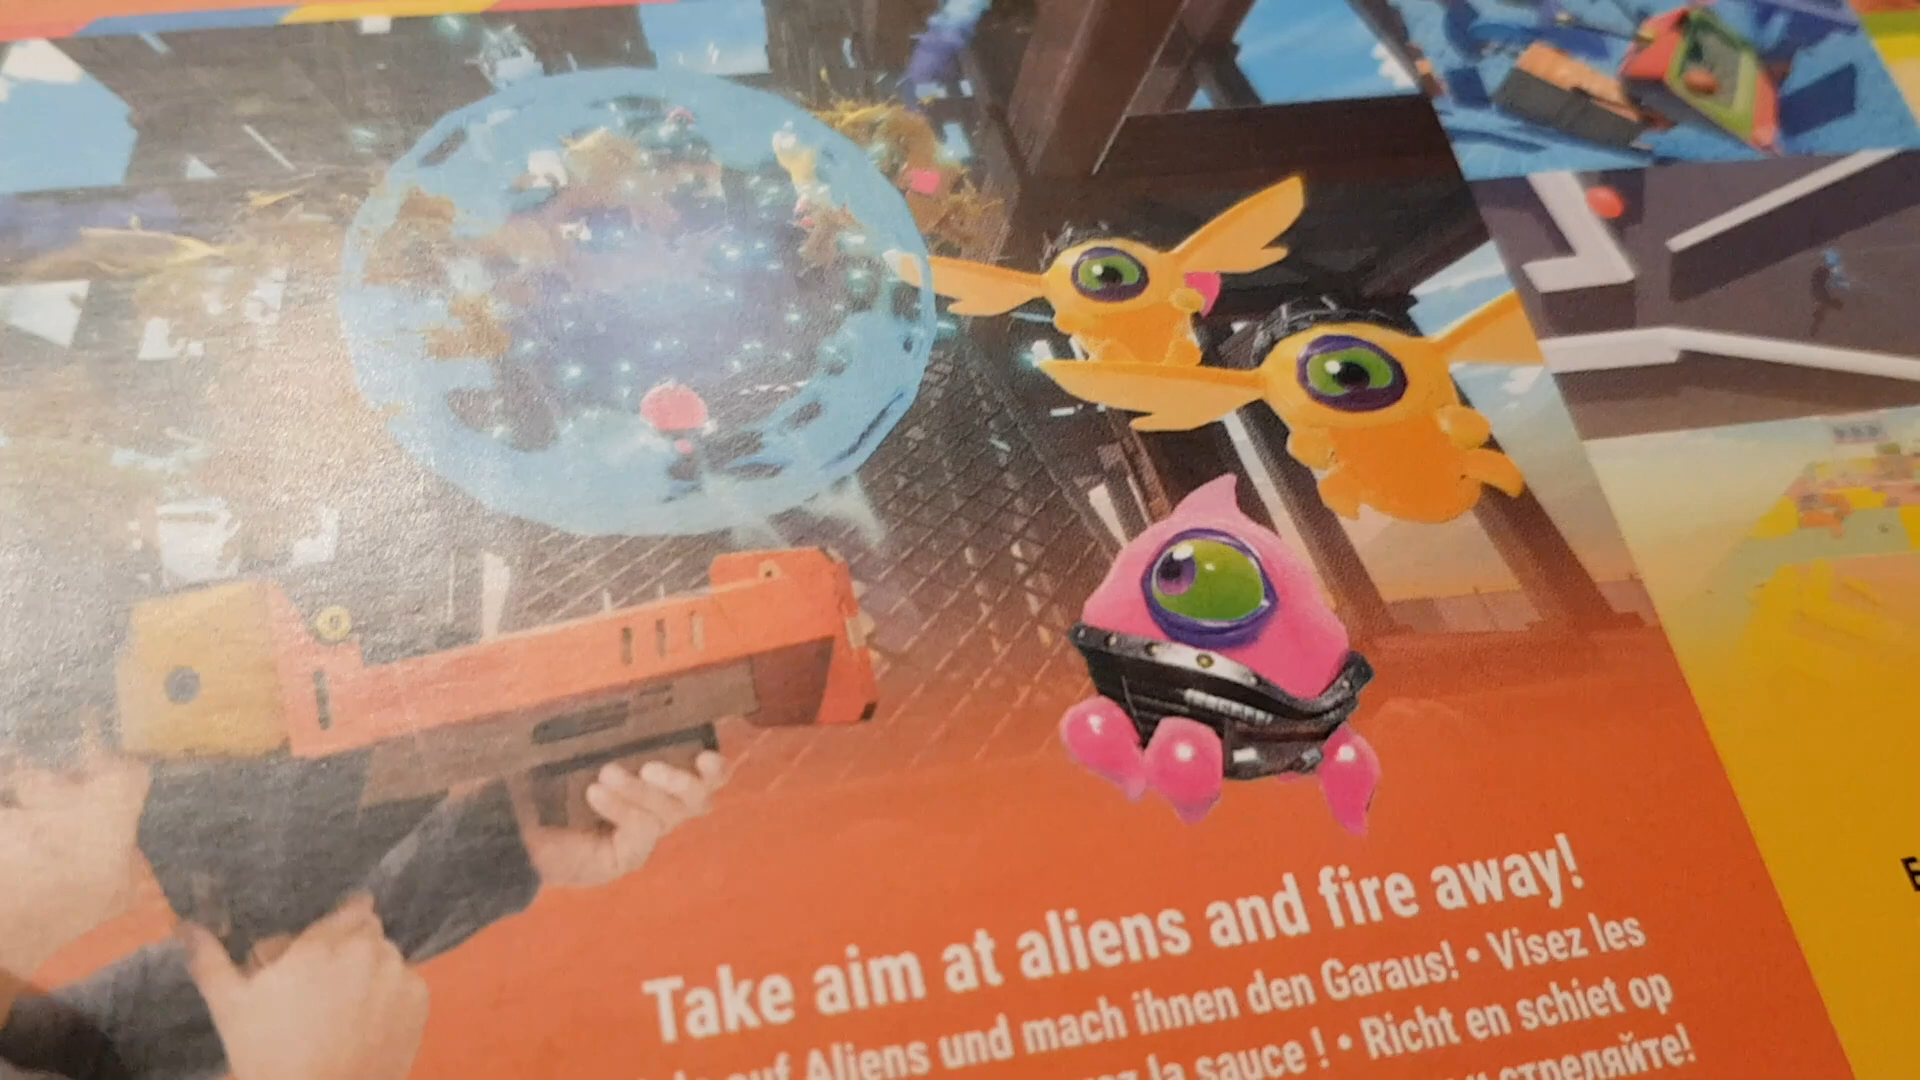 Take aim at aliens and fire away!
auf Aliens und mach ihnen den Garaus! • Visez les
la sauce ! • Richt en schiet op
стреляйте!